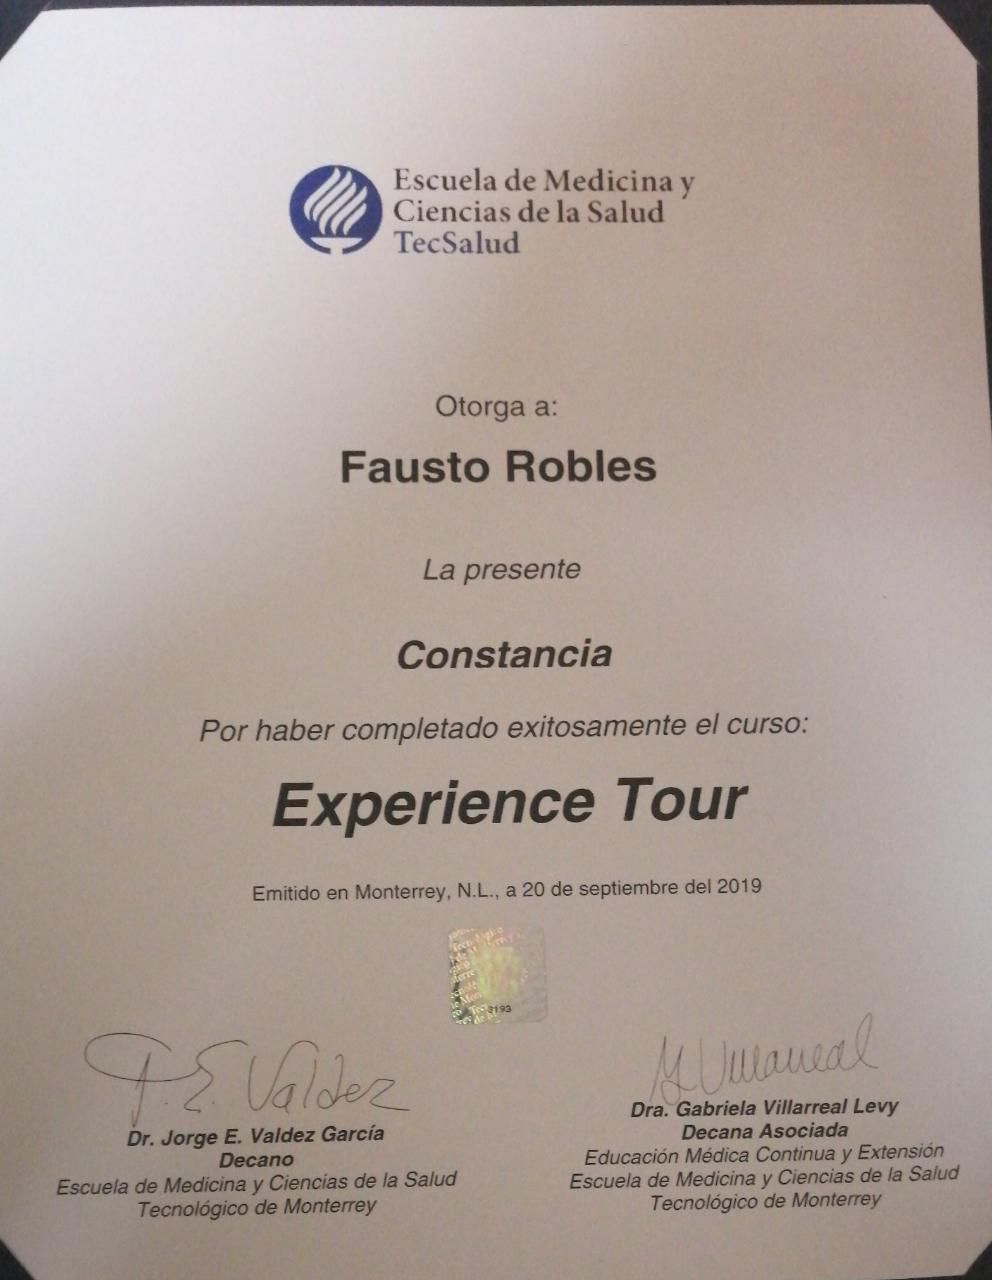 Escuela de Medicina y
Ciencias de la Salud
TecSalud
Otorga a:
Fausto Robles
La presente
Constancia
Por haber completado exitosamente el curso:
Experience Tour
Emitido en Monterrey, N.L., a 20 de septiembre del 2019
3193
J. E. Valdez
G Villarreal
Dr. Jorge E. Valdez García
Decano
Escuela de Medicina y Ciencias de la Salud
Tecnológico de Monterrey
Dra. Gabriela Villarreal Levy
Decana Asociada
Educación Médica Continua y Extensión
Escuela de Medicina y Ciencias de la Salud
Tecnológico de Monterrey